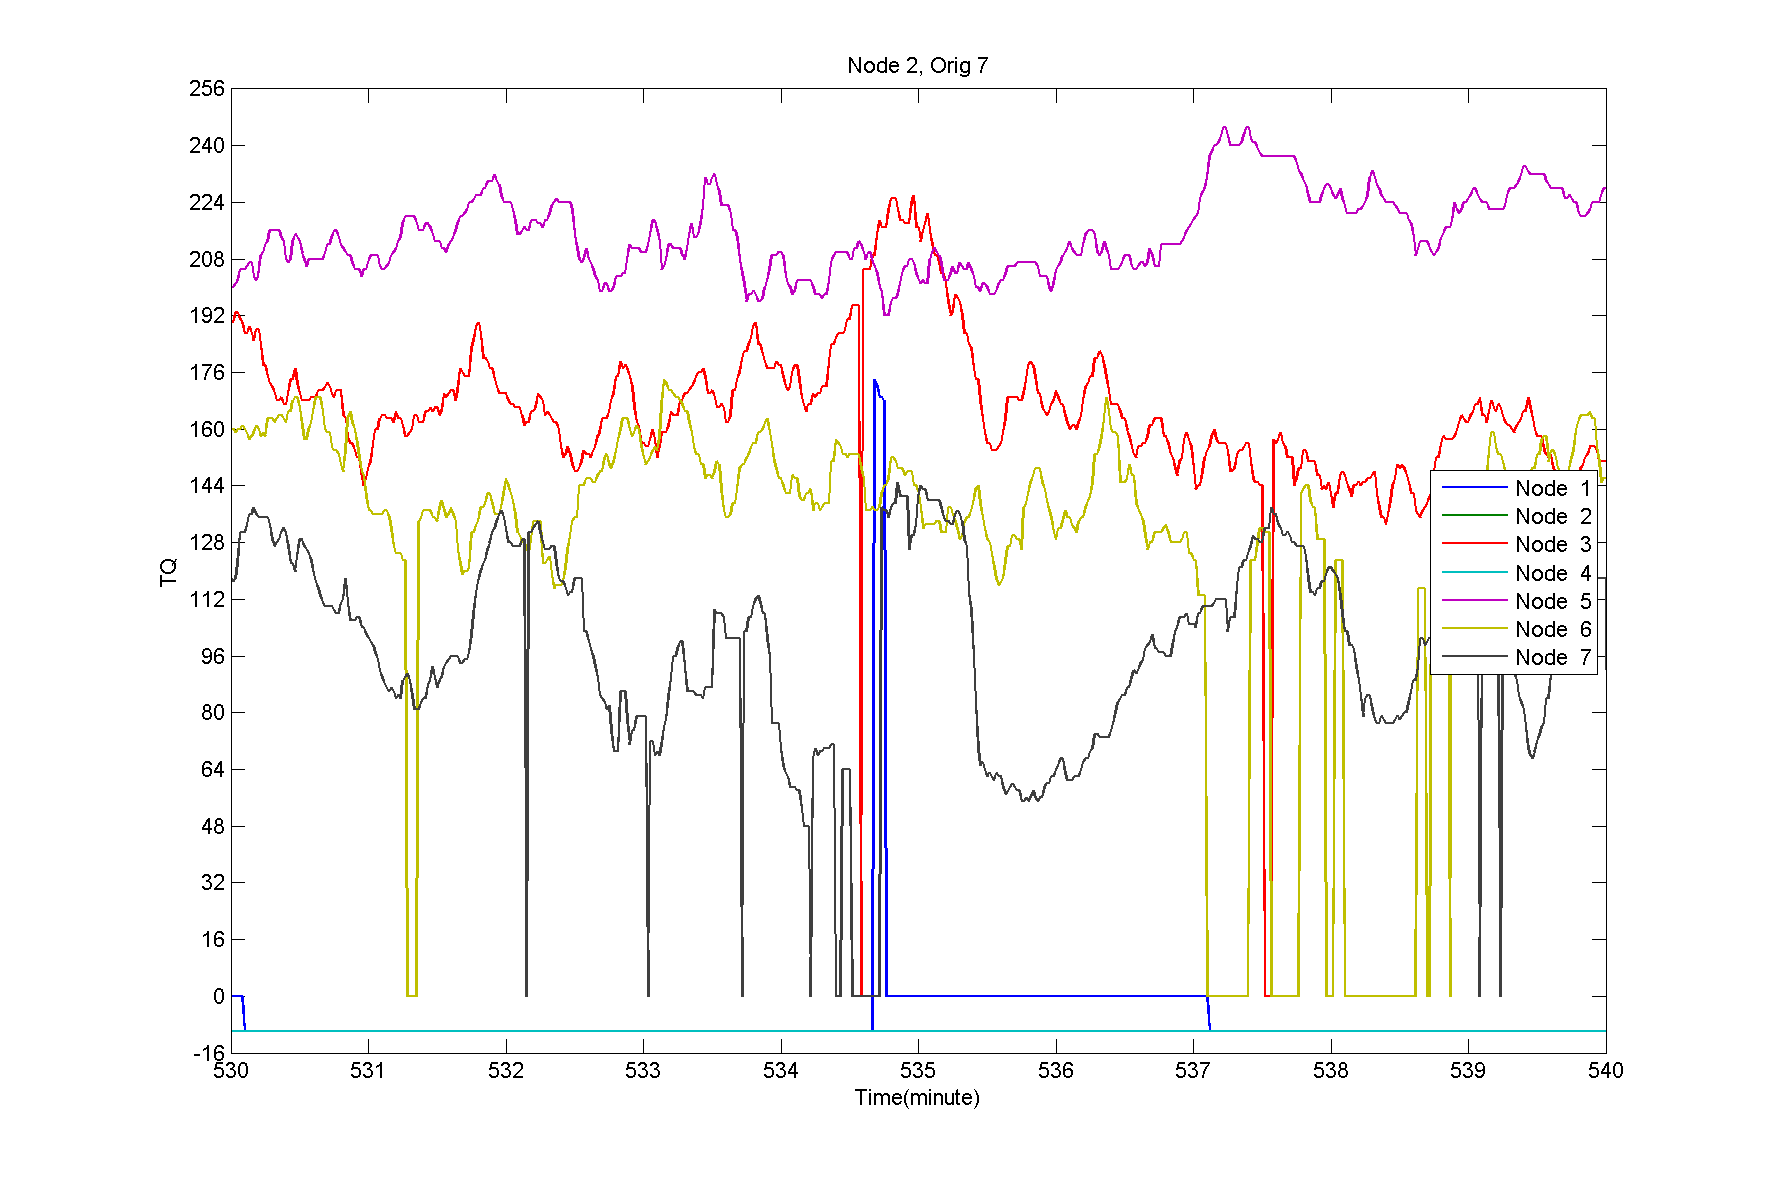 Node 2, Orig 7
256
240
224
208
192
176
160
144
128
112
96
80
64
48
32
16
0
-16
TQ
Node 1
Node 2
Node 3
Node 4
Node 5
Node 6
Node 7
530 531 532 533 534 535 536 537 538 539 540
Time(minute)